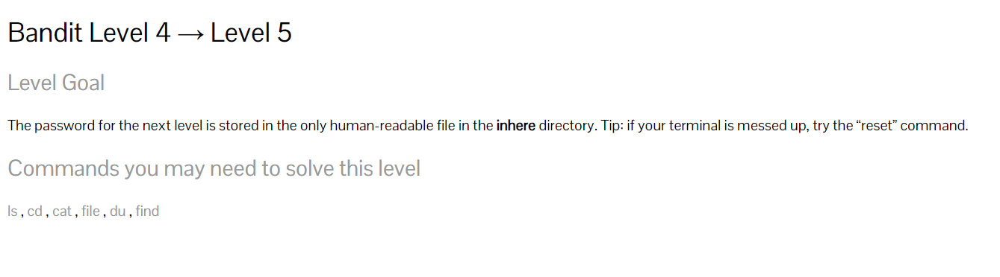 Bandit Level 4 → Level 5
Level Goal
The password for the next level is stored in the only human-readable file in the inhere directory. Tip: if your terminal is messed up, try the “reset” command.
Commands you may need to solve this level
ls , cd , cat , file , du , find